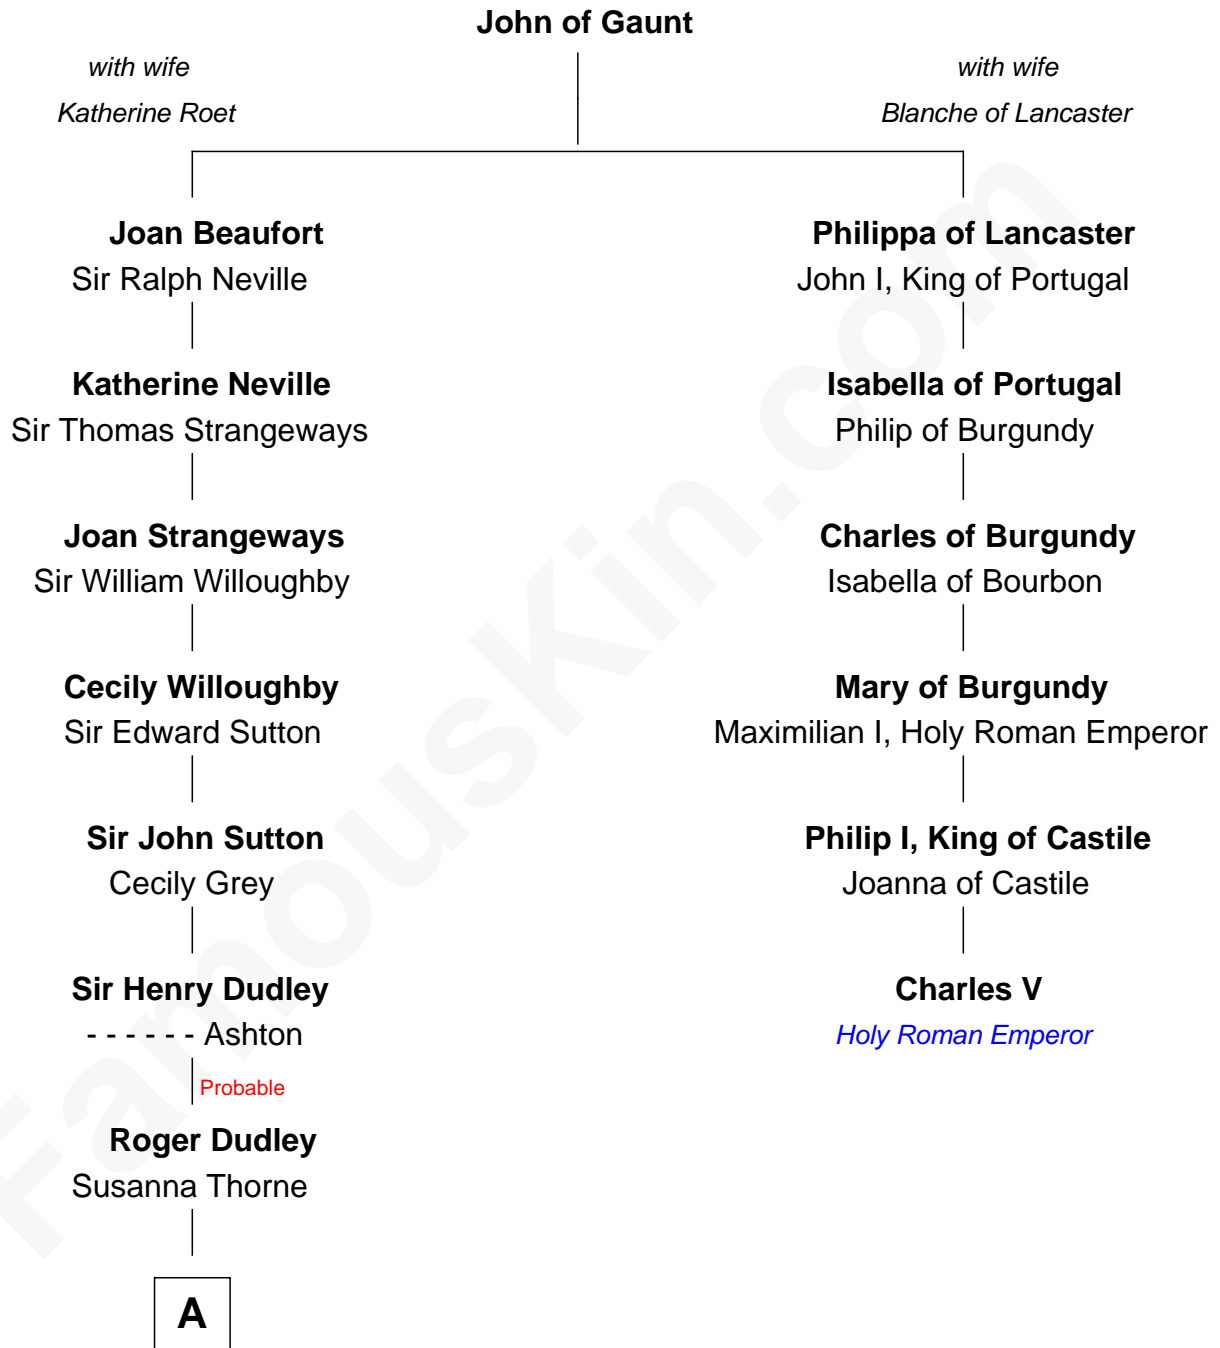 John of Gaunt
with wife
Katherine Roet
with wife
Blanche of Lancaster
Joan Beaufort
Sir Ralph Neville
Philippa of Lancaster
John I, King of Portugal
Katherine Neville
Sir Thomas Strangeways
Isabella of Portugal
Philip of Burgundy
Joan Strangeways
Sir William Willoughby
Charles of Burgundy
Isabella of Bourbon
Cecily Willoughby
Sir Edward Sutton
Mary of Burgundy
Maximilian I, Holy Roman Emperor
Sir John Sutton
Cecily Grey
Philip I, King of Castile
Joanna of Castile
Sir Henry Dudley
- - - - - - Ashton
Charles V
Holy Roman Emperor
Probable
Roger Dudley
Susanna Thorne
A
FamousKin.com